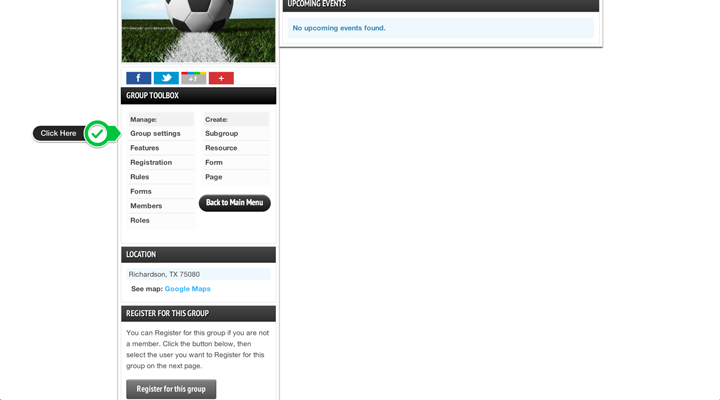 UPCOMING EVENTS
No upcoming events found.
f
+1
+
GROUP TOOLBOX
Manage:
Group settings
Features
Registration
Rules
Forms
Members
Roles
Create:
Subgroup
Resource
Form
Page
Back to Main Menu
Click Here
LOCATION
Richardson, TX 75080
See map: Google Maps
REGISTER FOR THIS GROUP
You can Register for this group if you are not
a member. Click the button below, then
select the user you want to Register for this
group on the next page.
Register for this group